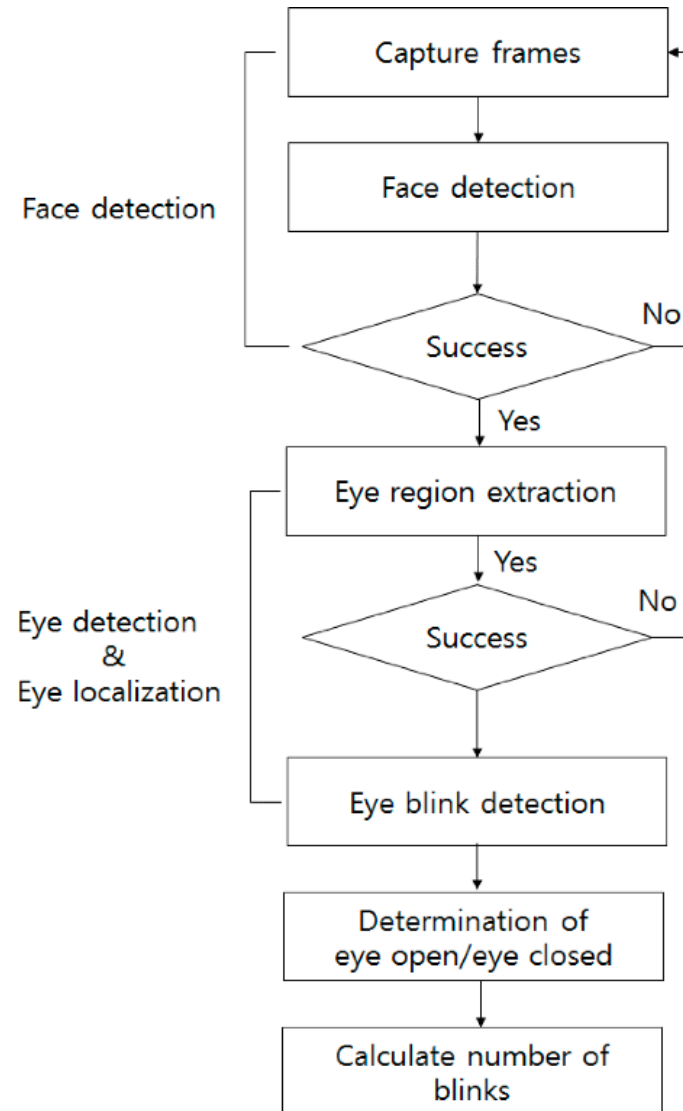 Capture frames
Face detection
Face detection
Success
No
Yes
Eye region extraction
Yes
Success
No
Eye detection
&
Eye localization
Eye blink detection
Determination of
eye open/eye closed
Calculate number of
blinks